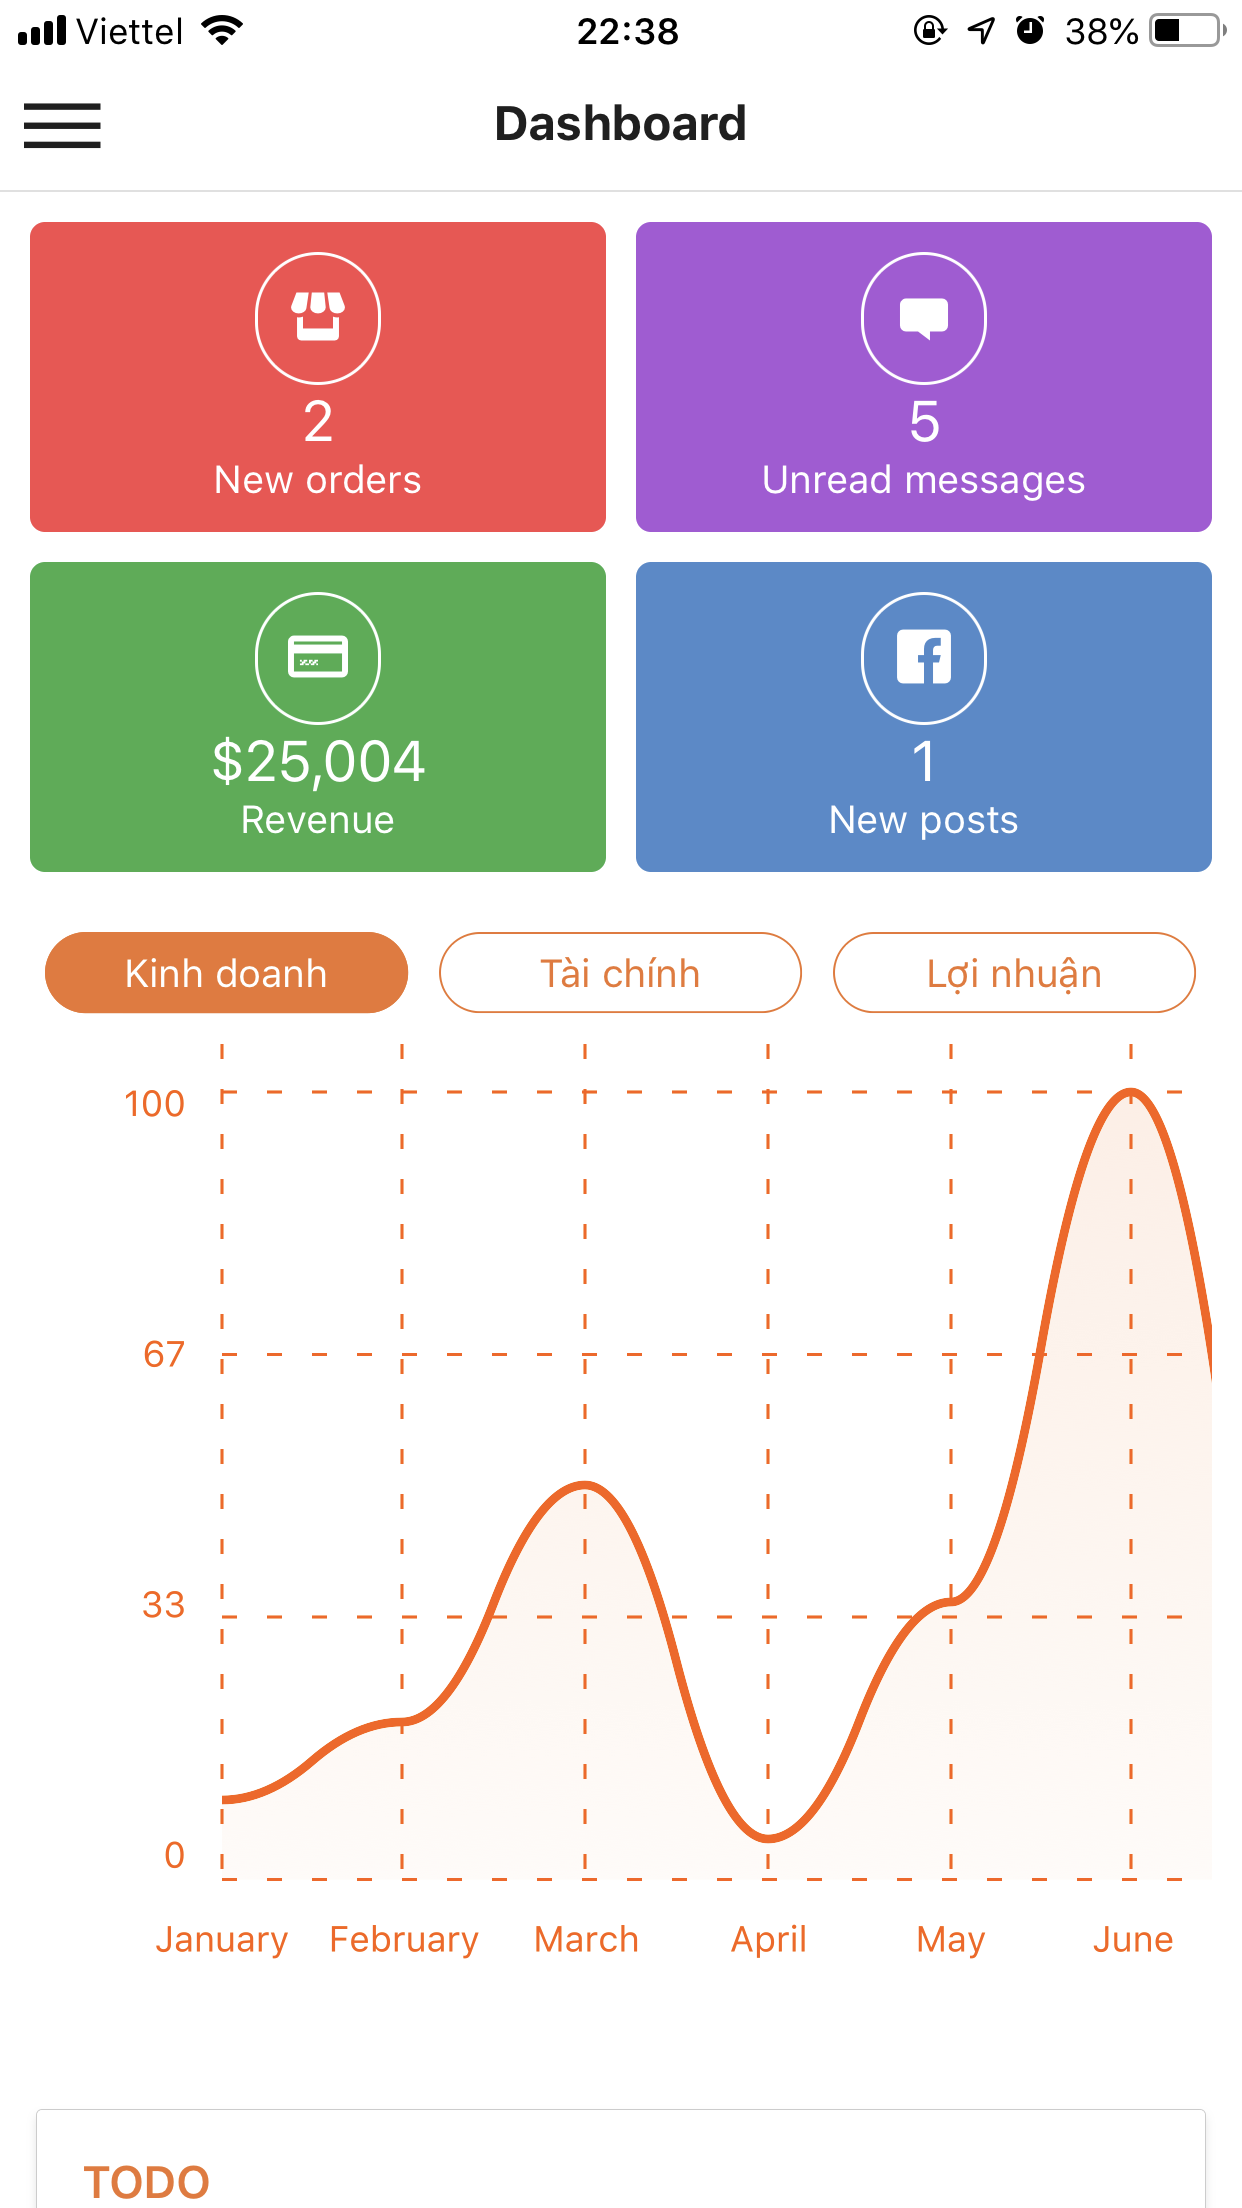 Viettel 22:38 38%
Dashboard
2
New orders
5
Unread messages
$25,004
Revenue
1
New posts
Kinh doanh Tài chính Lợi nhuận
100
67
33
0
January February March April May June
TODO